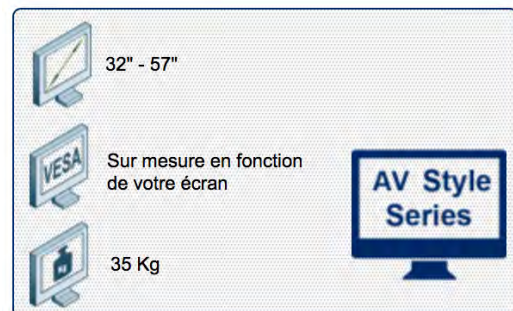 32" - 57"
VESA
Sur mesure en fonction
de votre écran
35 Kg
AV Style
Series